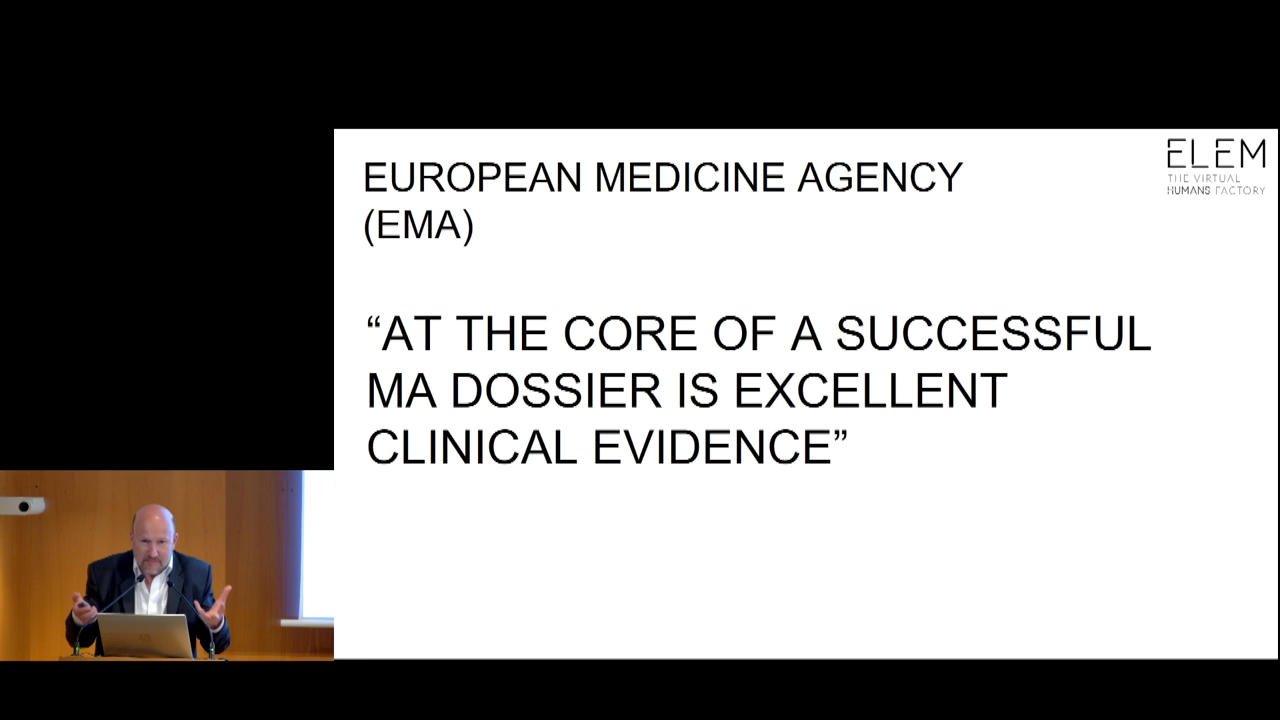 EUROPEAN MEDICINE AGENCY
(EMA)
“AT THE CORE OF A SUCCESSFUL
MA DOSSIER IS EXCELLENT
CLINICAL EVIDENCE”
ELEM
THE VIRTUAL
HUMANS FACTORY